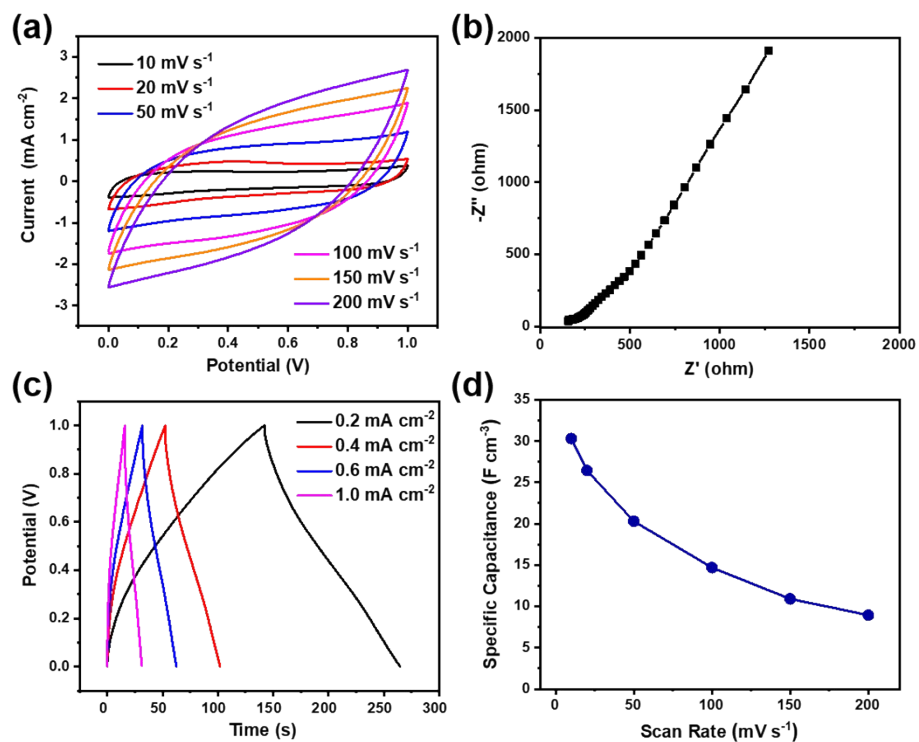 (a)
10 mV s⁻¹
20 mV s⁻¹
50 mV s⁻¹
100 mV s⁻¹
150 mV s⁻¹
200 mV s⁻¹
3
2
1
0
-1
-2
-3
Current (mA cm⁻²)
0.0 0.2 0.4 0.6 0.8 1.0
Potential (V)
(b)
2000
1500
1000
500
0
-Z'' (ohm)
0 500 1000 1500 2000
Z' (ohm)
(c)
0.2 mA cm⁻²
0.4 mA cm⁻²
0.6 mA cm⁻²
1.0 mA cm⁻²
1.0
0.8
0.6
0.4
0.2
0.0
Potential (V)
0 50 100 150 200 250 300
Time (s)
(d)
35
30
25
20
15
10
5
0
Specific Capacitance (F cm⁻³)
0 50 100 150 200
Scan Rate (mV s⁻¹)